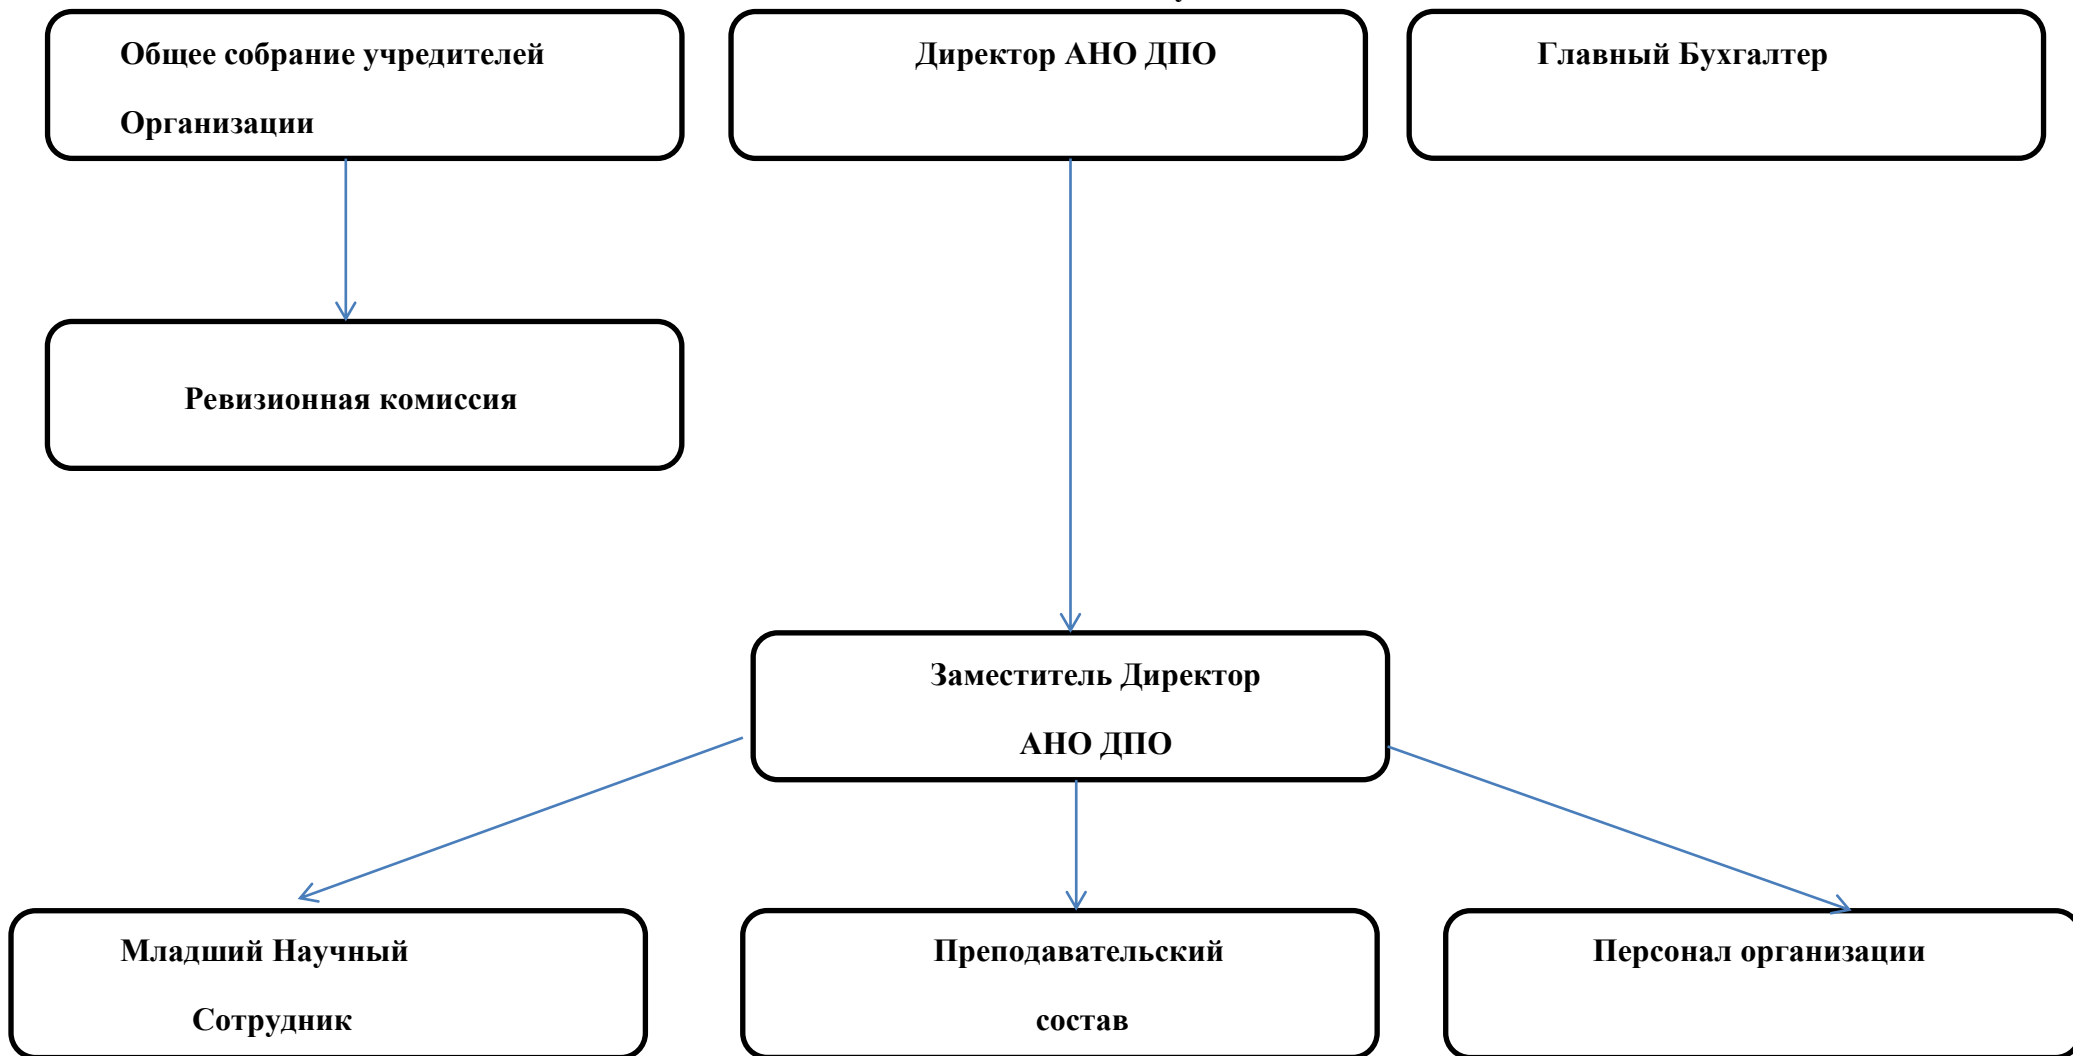 Общее собрание учредителей
Организации
Директор АНО ДПО
Главный Бухгалтер
Ревизионная комиссия
Заместитель Директор
АНО ДПО
Младший Научный
Сотрудник
Преподавательский
состав
Персонал организации